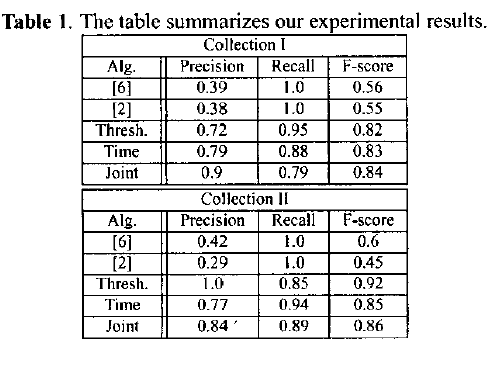 Table 1. The table summarizes our experimental results.
Collection I
Alg. Precision Recall F-score
[6] 0.39 1.0 0.56
[2] 0.38 1.0 0.55
Thresh. 0.72 0.95 0.82
Time 0.79 0.88 0.83
Joint 0.9 0.79 0.84
Collection II
Alg. Precision Recall F-score
[6] 0.42 1.0 0.6
[2] 0.29 1.0 0.45
Thresh. 1.0 0.85 0.92
Time 0.77 0.94 0.85
Joint 0.84 0.89 0.86